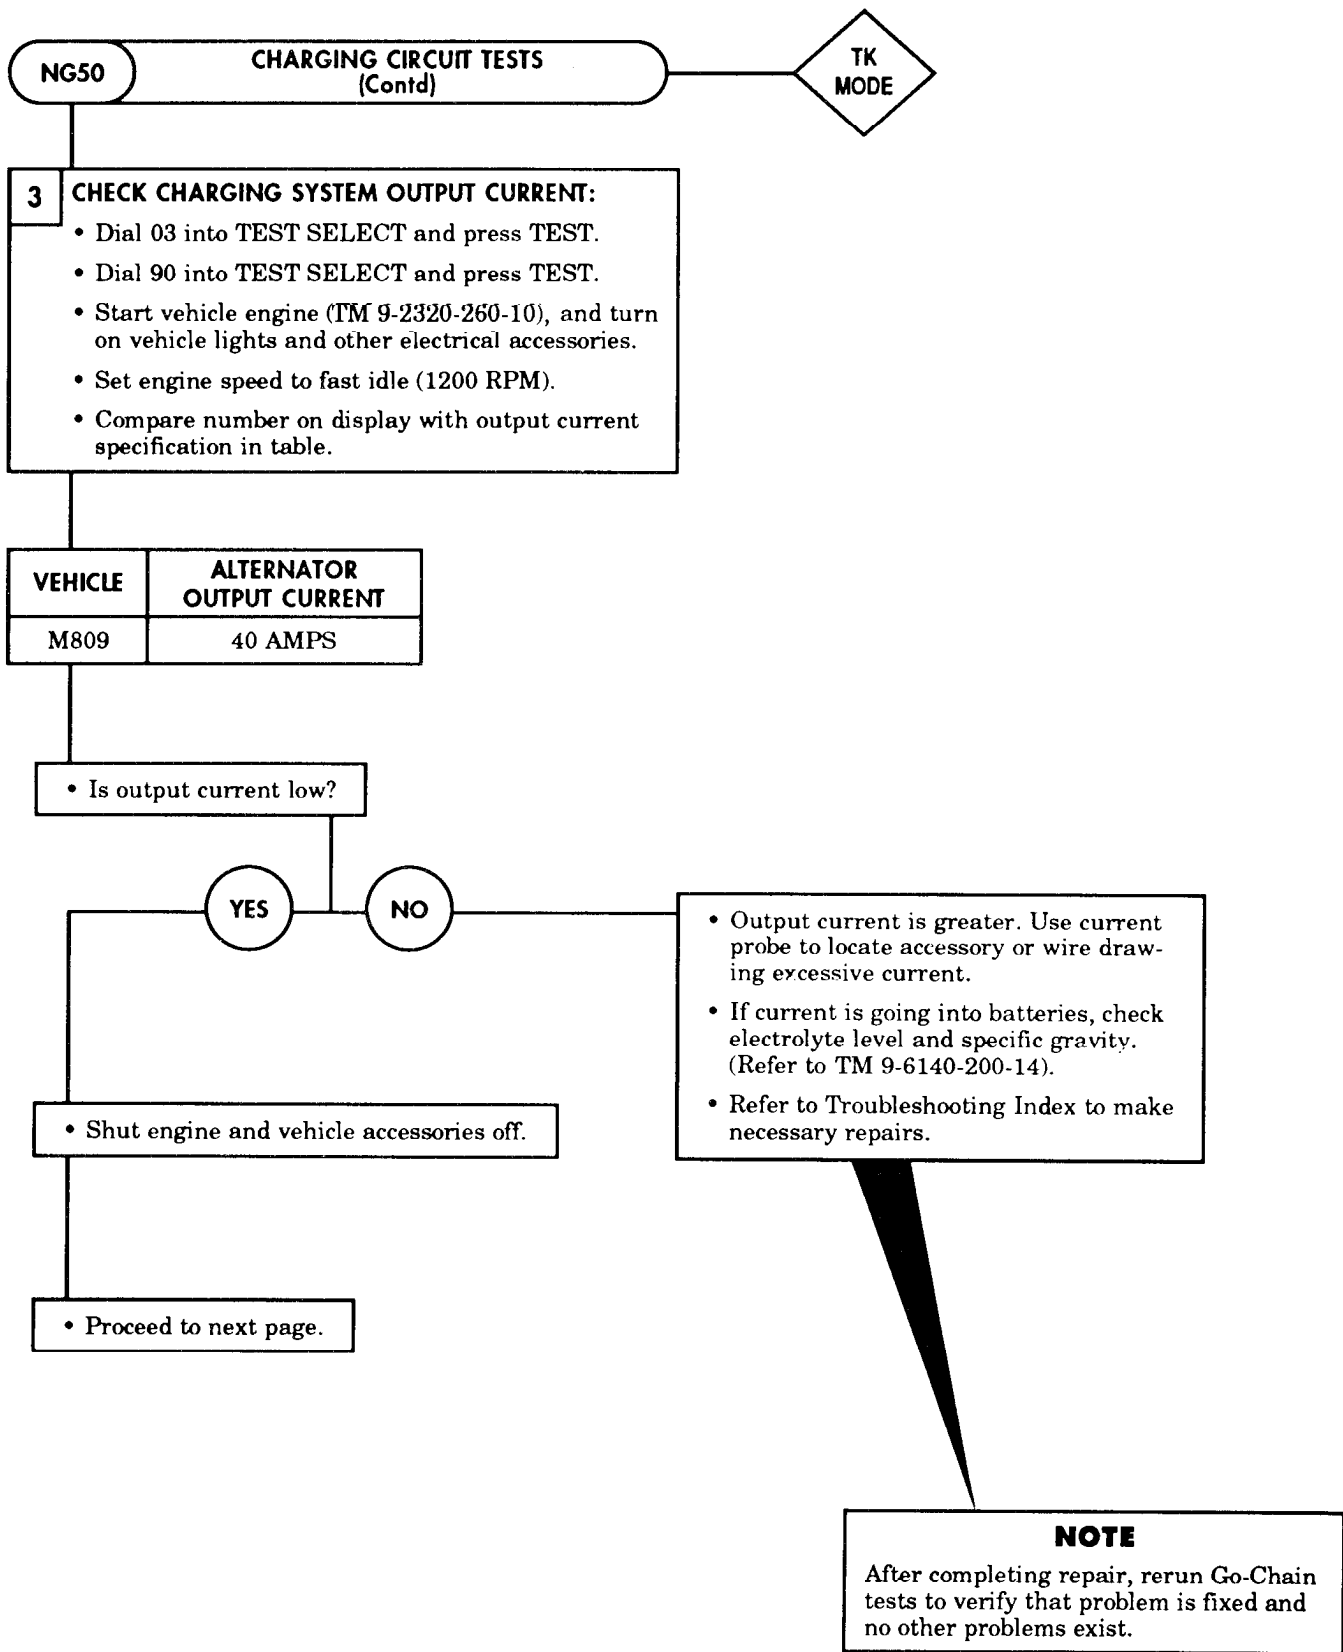 NG50
CHARGING CIRCUIT TESTS
(Contd)
TK
MODE
3
CHECK CHARGING SYSTEM OUTPUT CURRENT:
• Dial 03 into TEST SELECT and press TEST.
• Dial 90 into TEST SELECT and press TEST.
• Start vehicle engine (TM 9-2320-260-10), and turn
on vehicle lights and other electrical accessories.
• Set engine speed to fast idle (1200 RPM).
• Compare number on display with output current
specification in table.
VEHICLE
ALTERNATOR
OUTPUT CURRENT
M809
40 AMPS
• Is output current low?
YES
NO
• Output current is greater. Use current
probe to locate accessory or wire draw-
ing excessive current.
• If current is going into batteries, check
electrolyte level and specific gravity.
(Refer to TM 9-6140-200-14).
• Refer to Troubleshooting Index to make
necessary repairs.
• Shut engine and vehicle accessories off.
• Proceed to next page.
NOTE
After completing repair, rerun Go-Chain
tests to verify that problem is fixed and
no other problems exist.